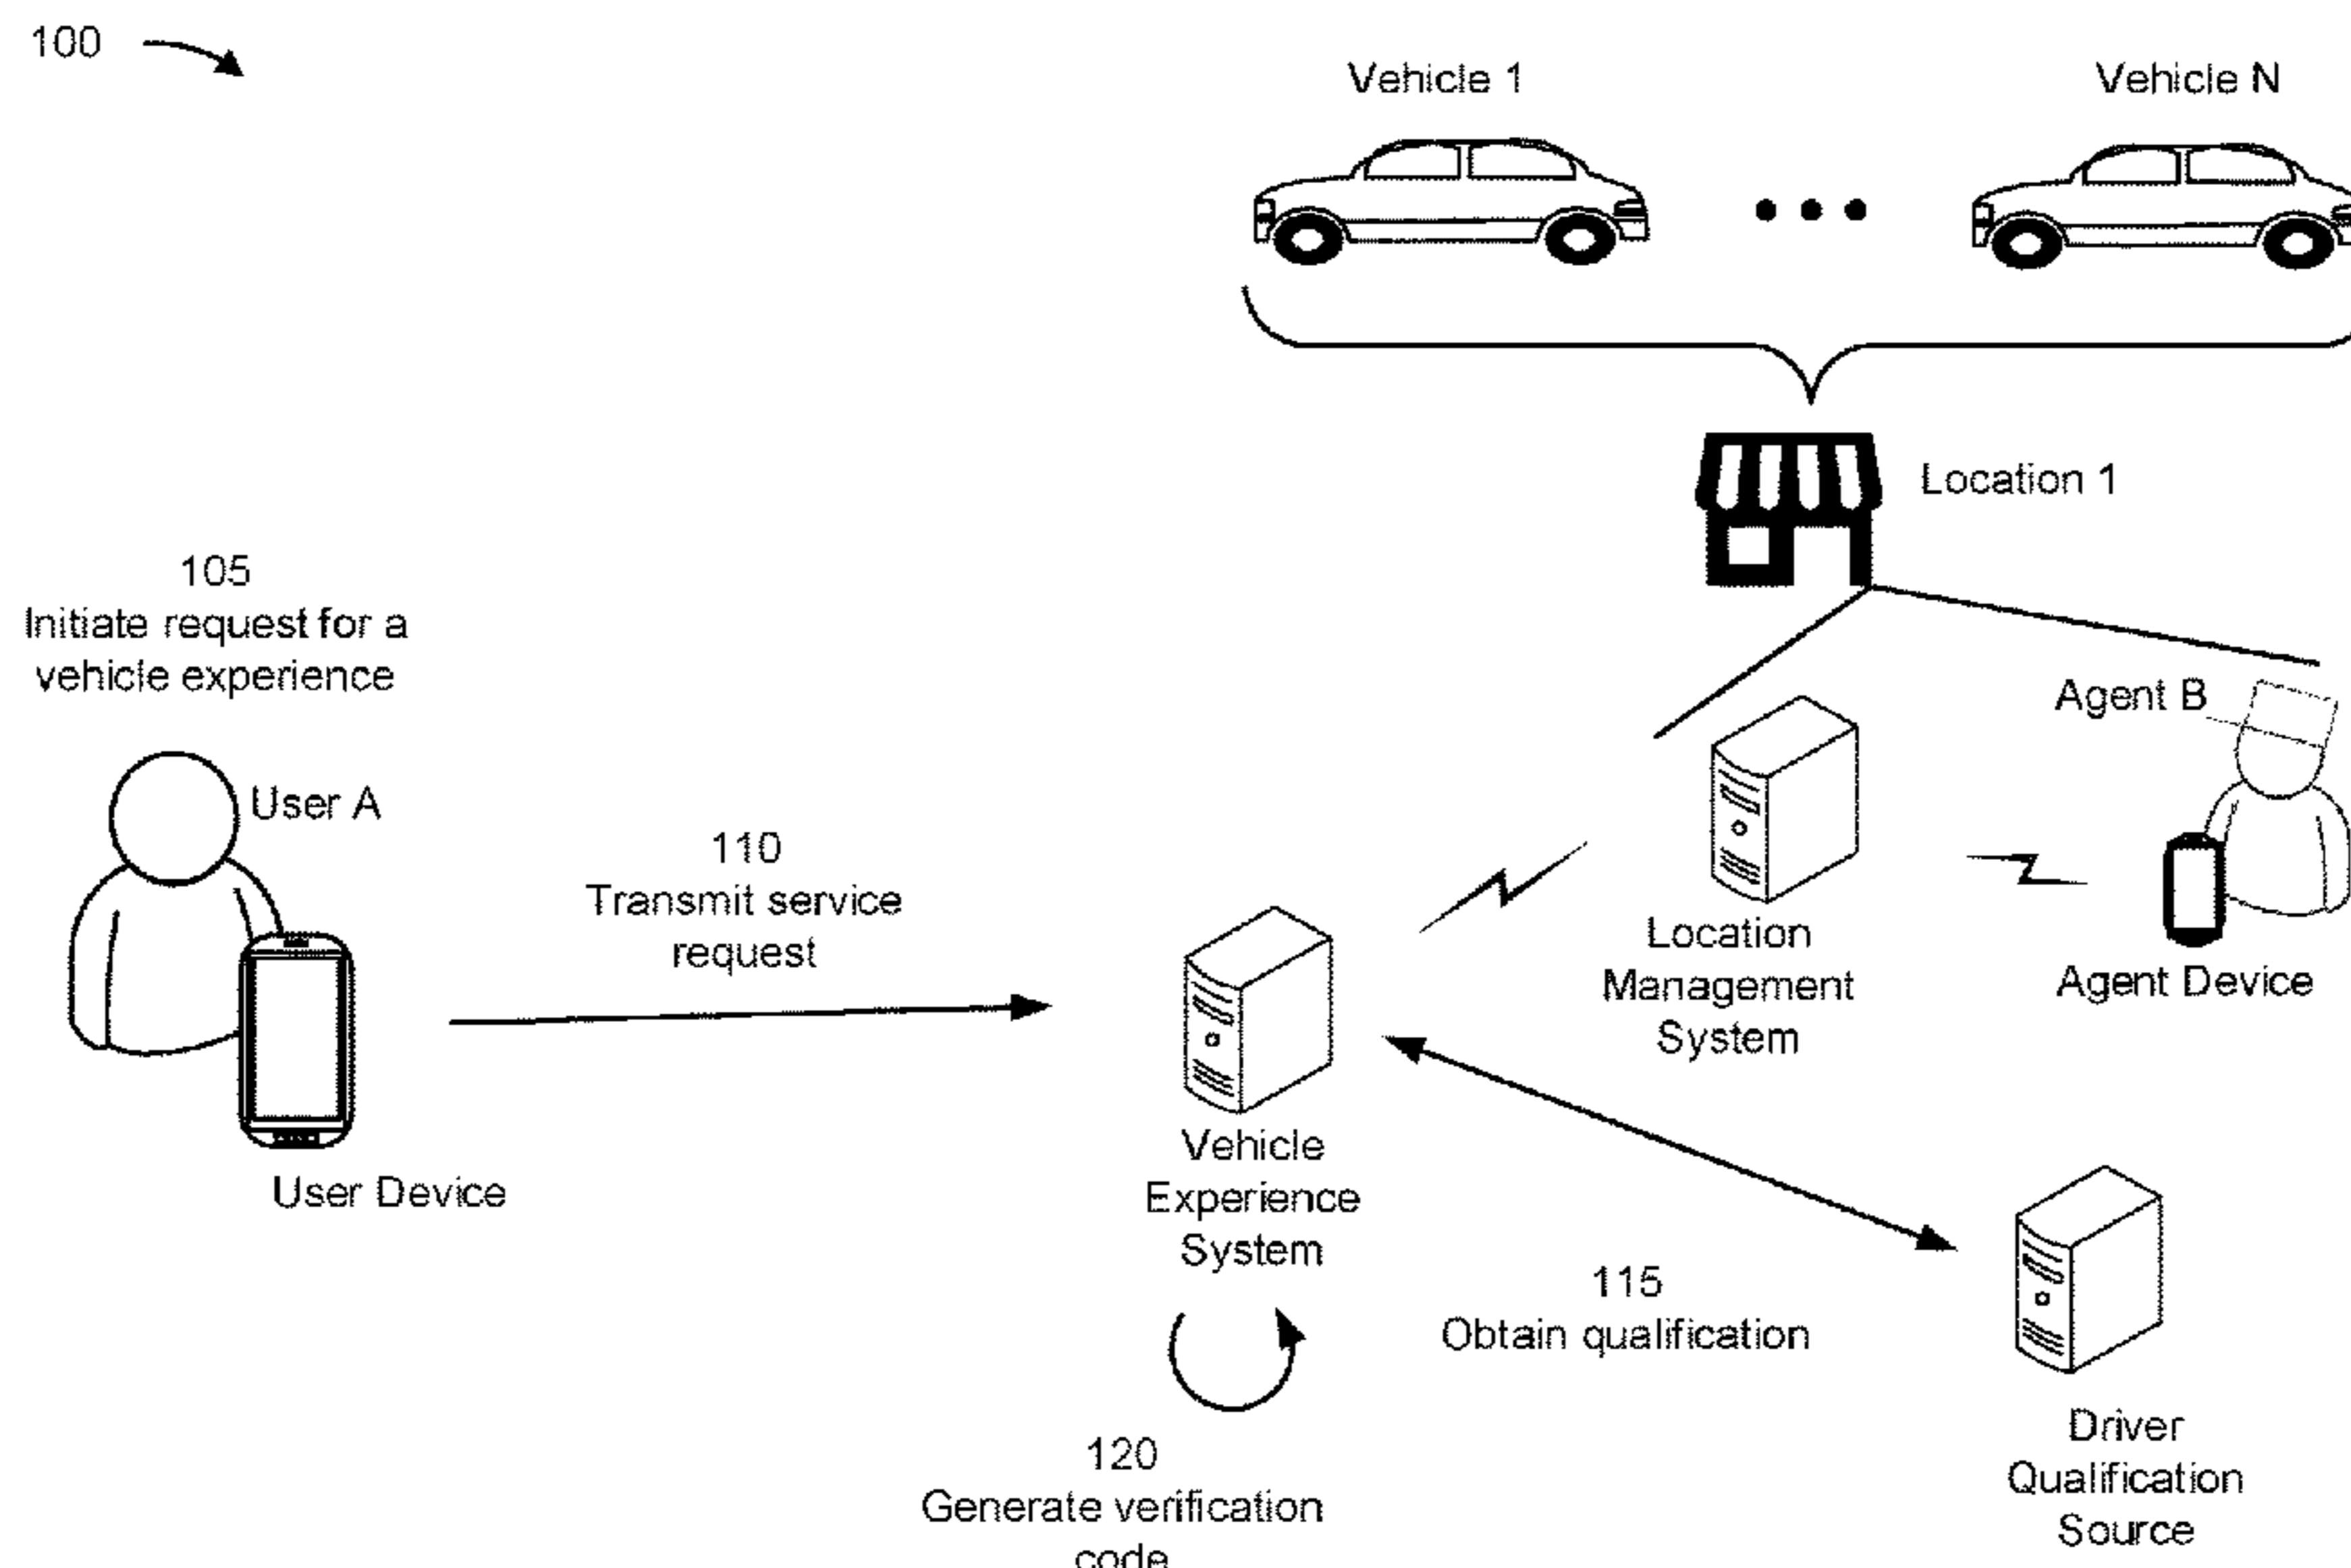 100
Vehicle 1
Vehicle N
Location 1
105
Initiate request for a
vehicle experience
User A
Agent B
110
Transmit service
request
Location
Management
System
Agent Device
User Device
Vehicle
Experience
System
115
Obtain qualification
120
Generate verification
code
Driver
Qualification
Source